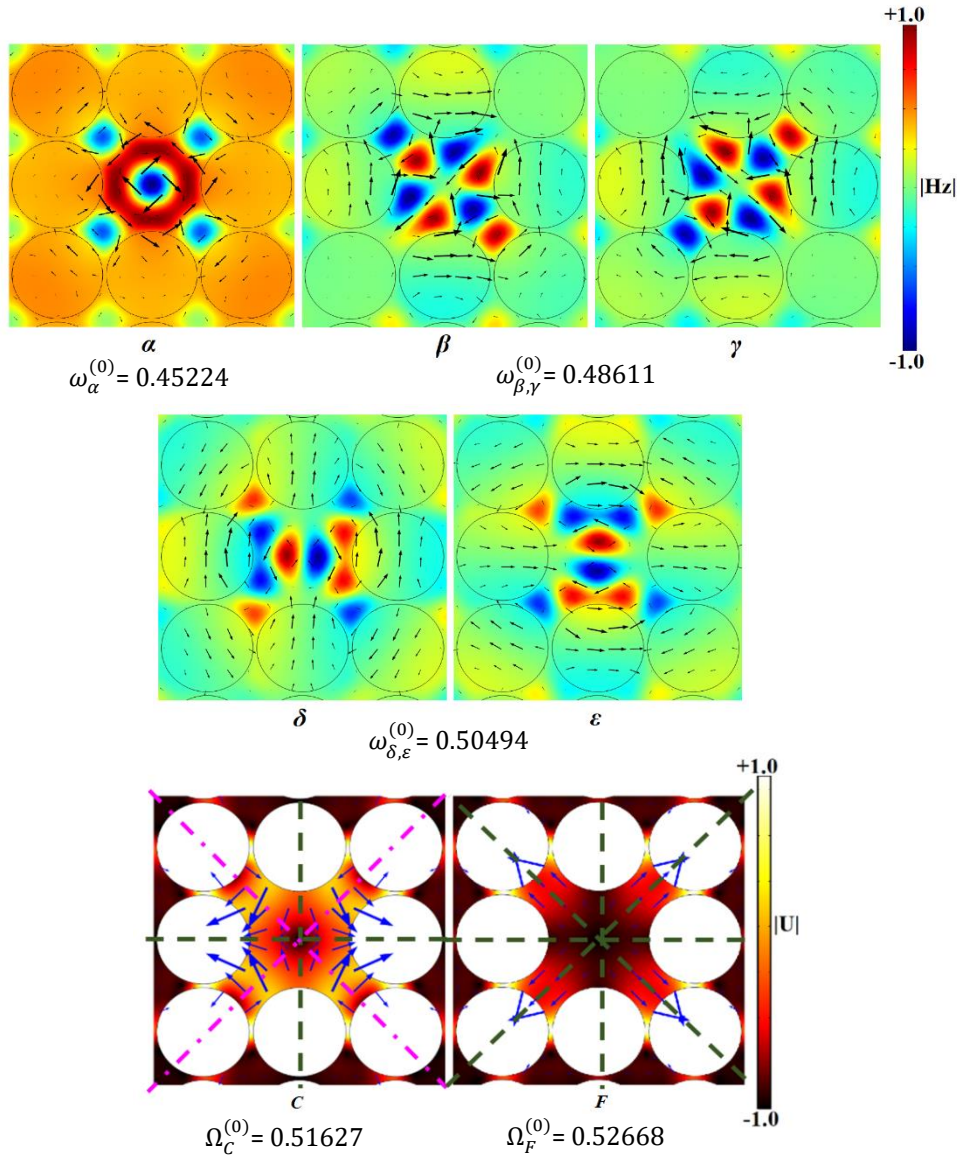 +1.0
|Hz|
-1.0
α β γ
ω_α^(0) = 0.45224 ω_β,γ^(0) = 0.48611
δ ε
ω_δ,ε^(0) = 0.50494
+1.0
|U|
-1.0
C F
Ω_C^(0) = 0.51627 Ω_F^(0) = 0.52668